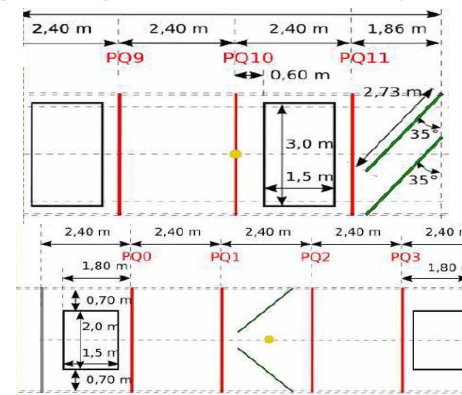 2,40 m 2,40 m 2,40 m 1,86 m
PQ9 PQ10 PQ11
0,60 m
2,73 m
3,0 m
35°
1,5 m
35°
2,40 m 2,40 m 2,40 m 2,40 m 2,40
PQ0 PQ1 PQ2 PQ3
1,80 m 1,80
0,70 m
2,0 m
1,5 m
0,70 m